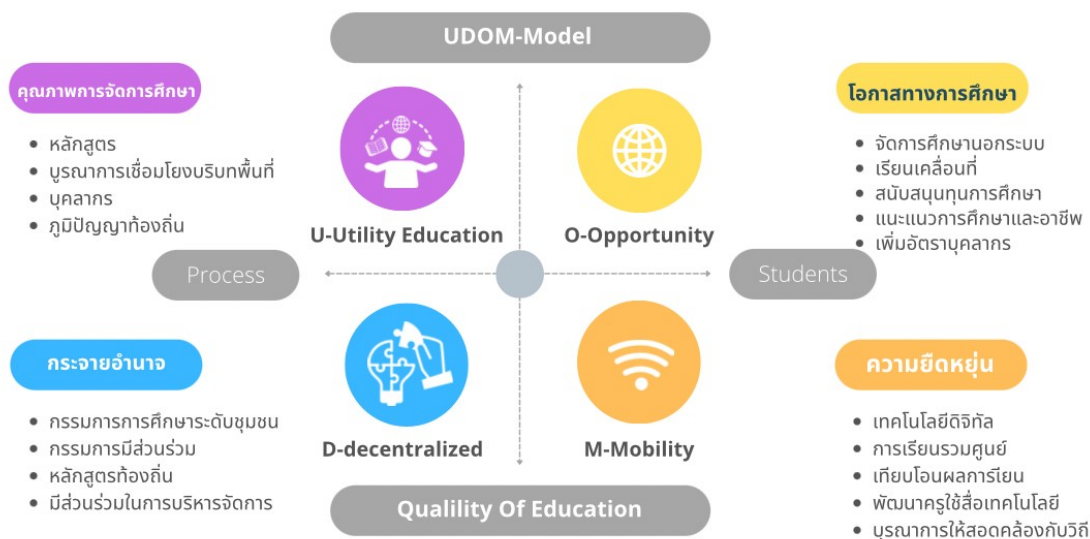 UDOM-Model
คุณภาพการจัดการศึกษา
หลักสูตร
บูรณาการเชื่อมโยงบริบทพื้นที่
บุคลากร
ภูมิปัญญาท้องถิ่น
U-Utility Education
O-Opportunity
โอกาสทางการศึกษา
จัดการศึกษานอกระบบ
เรียนเคลื่อนที่
สนับสนุนทุนการศึกษา
แนะแนวการศึกษาและอาชีพ
เพิ่มอัตราบุคลากร
Process
Students
กระจายอำนาจ
กรรมการการศึกษาระดับชุมชน
กรรมการมีส่วนร่วม
หลักสูตรท้องถิ่น
มีส่วนร่วมในการบริหารจัดการ
D-decentralized
M-Mobility
ความยืดหยุ่น
เทคโนโลยีดิจิทัล
การเรียนรวมศูนย์
เทียบโอนผลการเียน
พัฒนาครูใช้สื่อเทคโนโลยี
บูรณาการให้สอดคล้องกับวิถี
Qualility Of Education